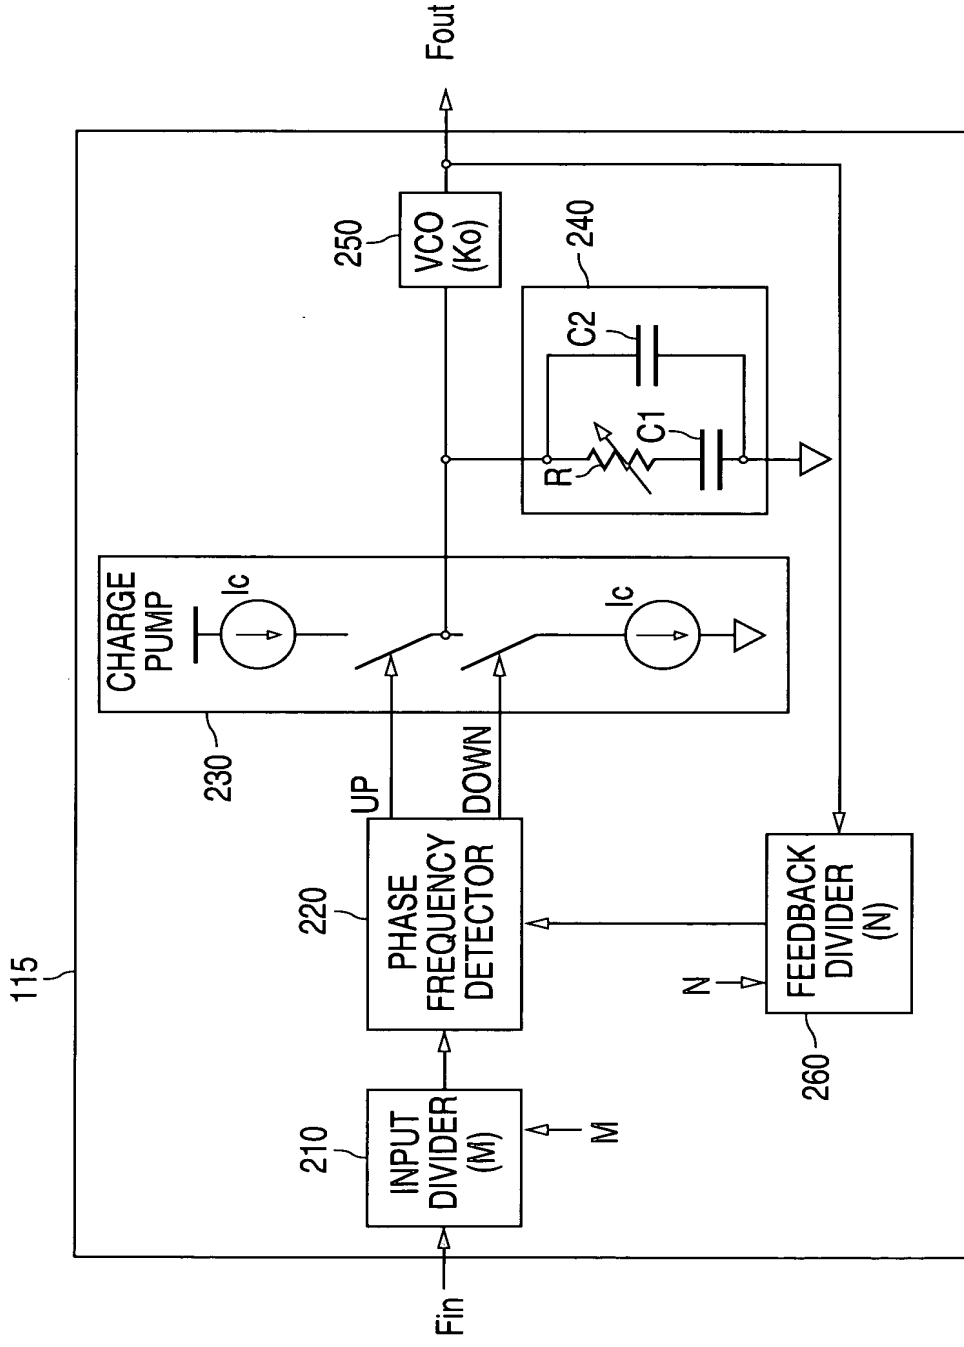 115
Fin
210
INPUT
DIVIDER
(M)
M
220
PHASE
FREQUENCY
DETECTOR
UP
DOWN
230
CHARGE
PUMP
Ic
Ic
240
R
C1
C2
250
VCO
(Ko)
Fout
260
FEEDBACK
DIVIDER
(N)
N